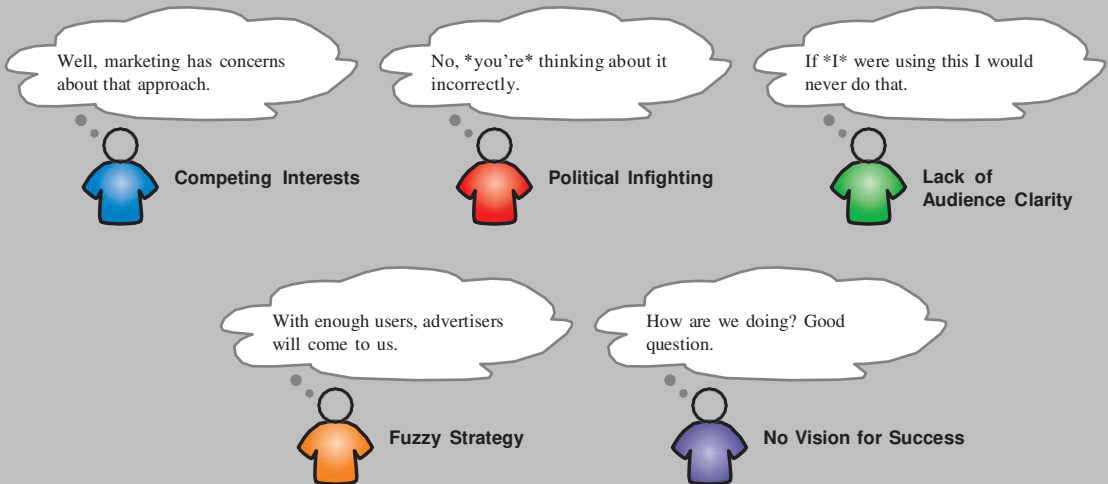 Well, marketing has concerns
about that approach.
Competing Interests
No, *you're* thinking about it
incorrectly.
Political Infighting
If *I* were using this I would
never do that.
Lack of
Audience Clarity
With enough users, advertisers
will come to us.
Fuzzy Strategy
How are we doing? Good
question.
No Vision for Success